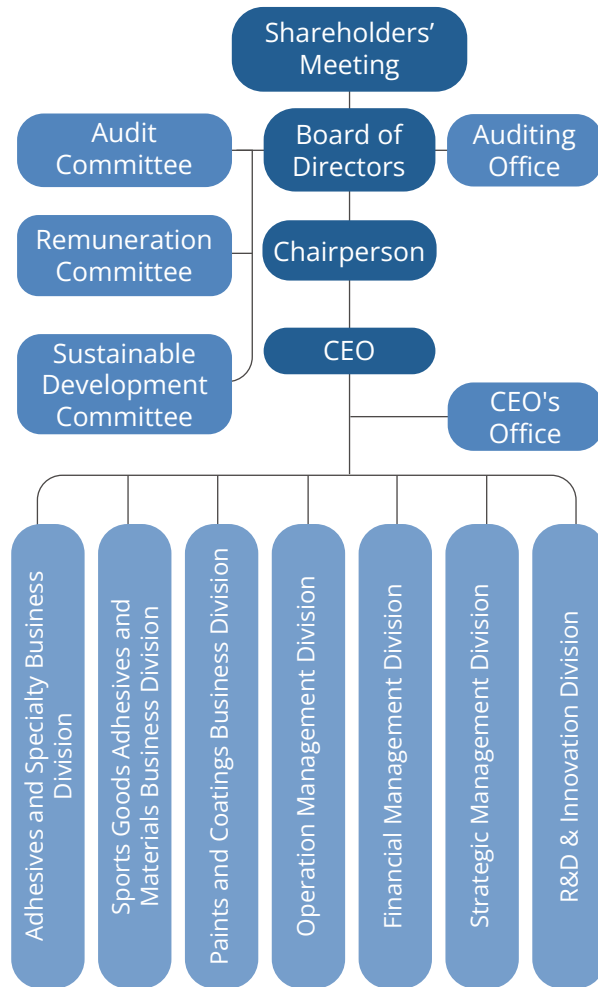 Shareholders’
Meeting
Audit
Committee
Board of
Directors
Auditing
Office
Remuneration
Committee
Chairperson
Sustainable
Development
Committee
CEO
CEO's
Office
Adhesives and Specialty Business
Division
Sports Goods Adhesives and
Materials Business Division
Paints and Coatings Business Division
Operation Management Division
Financial Management Division
Strategic Management Division
R&D & Innovation Division